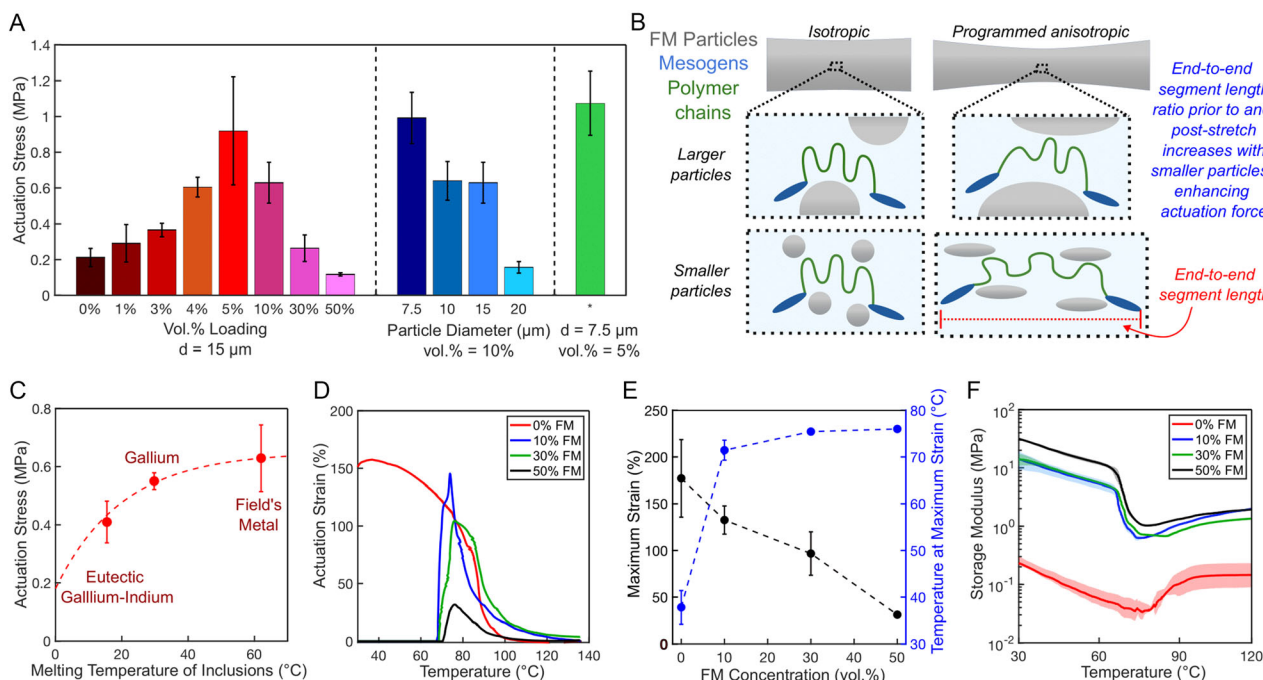 A
Actuation Stress (MPa)
1.4
1.2
1
0.8
0.6
0.4
0.2
0
0% 1% 3% 4% 5% 10% 30% 50%
Vol.% Loading
d = 15 μm
7.5 10 15 20
Particle Diameter (μm)
vol.% = 10%
*
d = 7.5 μm
vol.% = 5%
B
FM Particles
Mesogens
Polymer
chains
Isotropic
Programmed anisotropic
Larger
particles
Smaller
particles
End-to-end
segment length
ratio prior to and
post-stretch
increases with
smaller particles
enhancing
actuation force
End-to-end
segment length
C
Actuation Stress (MPa)
0.8
0.6
0.4
0.2
0
Gallium
Field's
Metal
Eutectic
Galllium-Indium
0 20 40 60
Melting Temperature of Inclusions (°C)
D
Actuation Strain (%)
200
150
100
50
0
0% FM
10% FM
30% FM
50% FM
40 60 80 100 120 140
Temperature (°C)
E
Maximum Strain (%)
250
200
150
100
50
0
0 10 20 30 40 50
FM Concentration (vol.%)
80
70
60
50
40
30
Temperature at Maximum Strain (°C)
F
Storage Modulus (MPa)
10²
10¹
10⁰
10⁻¹
10⁻²
0% FM
10% FM
30% FM
50% FM
30 60 90 120
Temperature (°C)